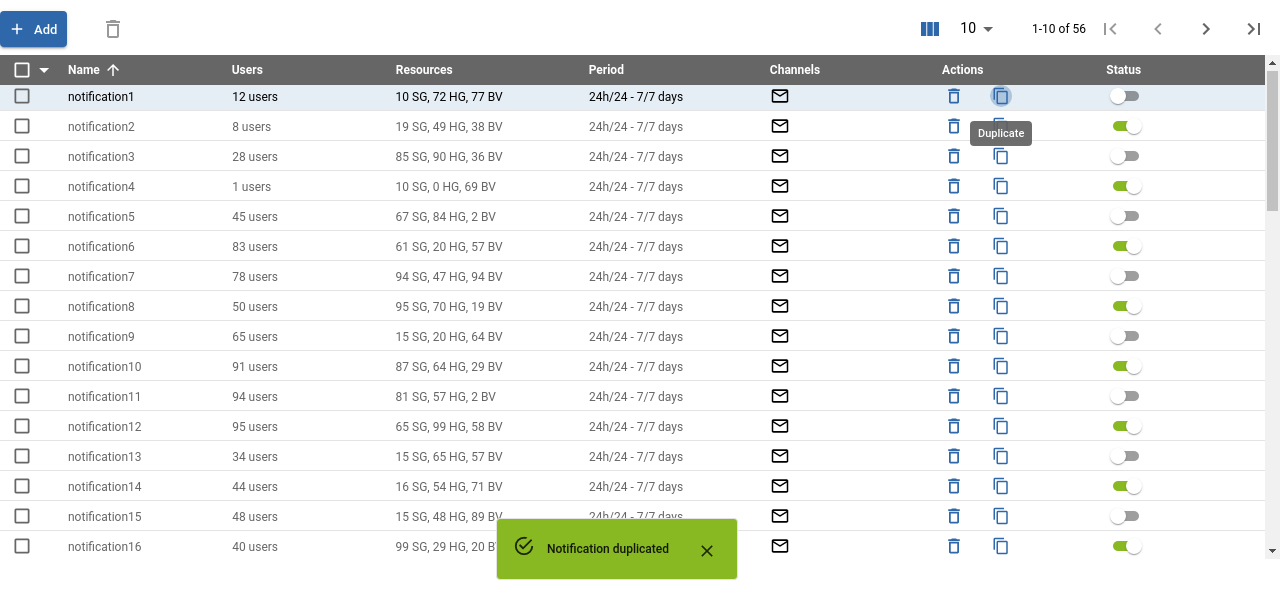 Add 10 1-10 of 56
Name Users Resources Period Channels Actions Status
notification1 12 users 10 SG, 72 HG, 77 BV 24h/24 - 7/7 days
notification2 8 users 19 SG, 49 HG, 38 BV 24h/24 - 7/7 days
Duplicate
notification3 28 users 85 SG, 90 HG, 36 BV 24h/24 - 7/7 days
notification4 1 users 10 SG, 0 HG, 69 BV 24h/24 - 7/7 days
notification5 45 users 67 SG, 84 HG, 2 BV 24h/24 - 7/7 days
notification6 83 users 61 SG, 20 HG, 57 BV 24h/24 - 7/7 days
notification7 78 users 94 SG, 47 HG, 94 BV 24h/24 - 7/7 days
notification8 50 users 95 SG, 70 HG, 19 BV 24h/24 - 7/7 days
notification9 65 users 15 SG, 20 HG, 64 BV 24h/24 - 7/7 days
notification10 91 users 87 SG, 64 HG, 29 BV 24h/24 - 7/7 days
notification11 94 users 81 SG, 57 HG, 2 BV 24h/24 - 7/7 days
notification12 95 users 65 SG, 99 HG, 58 BV 24h/24 - 7/7 days
notification13 34 users 15 SG, 65 HG, 57 BV 24h/24 - 7/7 days
notification14 44 users 16 SG, 54 HG, 71 BV 24h/24 - 7/7 days
notification15 48 users 15 SG, 48 HG, 89 BV 24h/24 - 7/7 days
notification16 40 users 99 SG, 29 HG, 20 BV
Notification duplicated